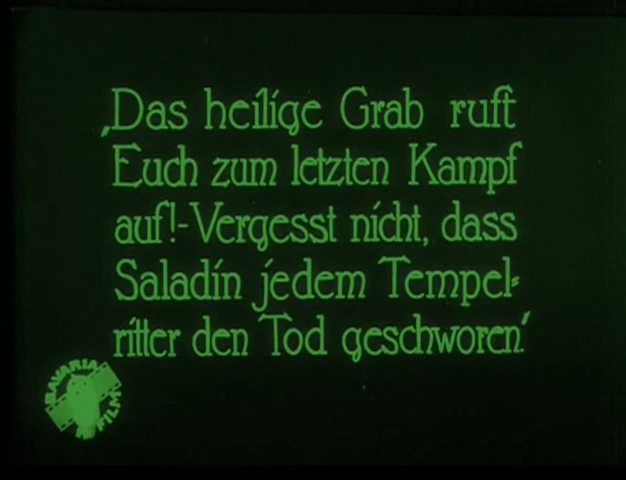 „Das heilige Grab ruft
Euch zum letzten Kampf
auf!-Vergesst nicht, dass
Saladin jedem Tempel-
ritter den Tod geschworen.“
BAVARIA
FILM